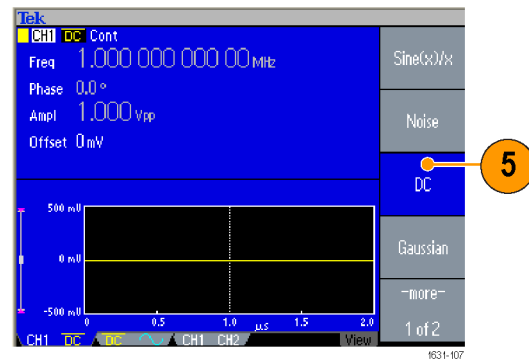 Tek
CH1 DC Cont
Freq 1.000 000 000 00 MHz
Phase 0.0 °
Ampl 1.000 Vpp
Offset 0 mV
Sine(x)/x
Noise
DC
5
Gaussian
-more-
1 of 2
500 mV
0 mV
-500 mV
0 0.5 1.0 µs 1.5 2.0
CH1 DC DC CH1 CH2 View
1631-107